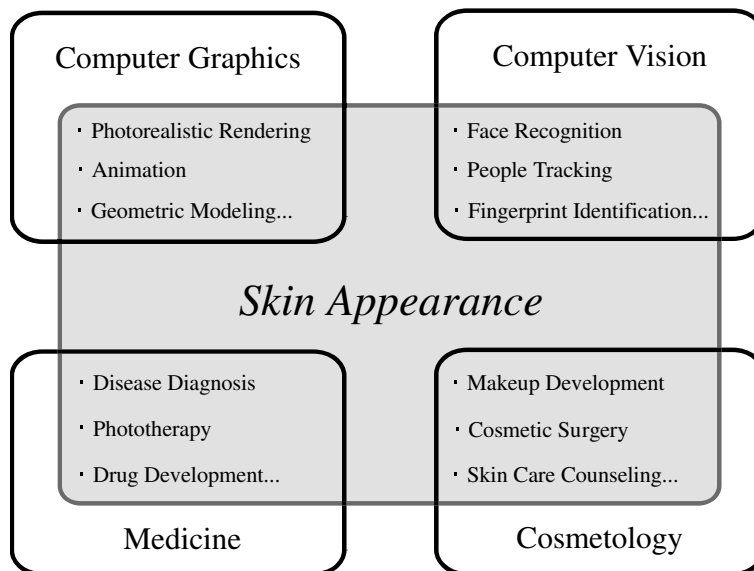 Computer Graphics
· Photorealistic Rendering
· Animation
· Geometric Modeling...
Computer Vision
· Face Recognition
· People Tracking
· Fingerprint Identification...
Skin Appearance
· Disease Diagnosis
· Phototherapy
· Drug Development...
Medicine
· Makeup Development
· Cosmetic Surgery
· Skin Care Counseling...
Cosmetology